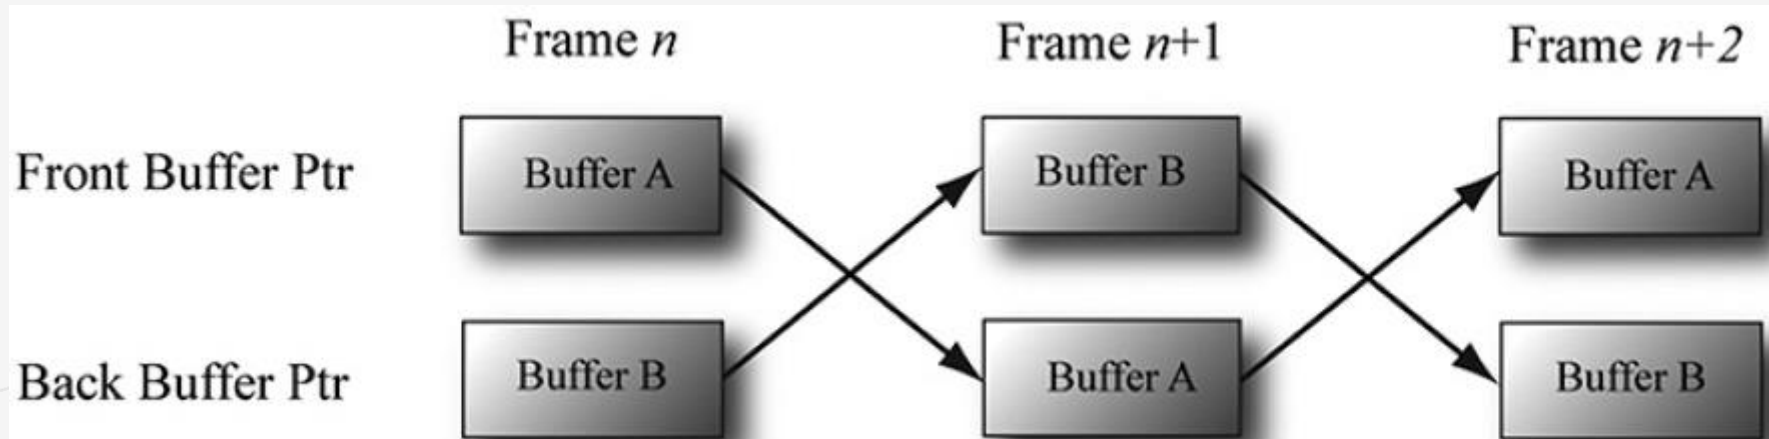 Frame n
Frame n+1
Frame n+2
Front Buffer Ptr
Buffer A
Buffer B
Buffer A
Back Buffer Ptr
Buffer B
Buffer A
Buffer B